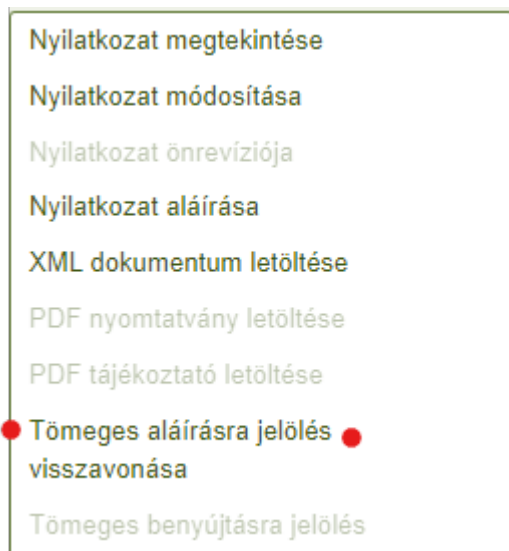 Nyilatkozat megtekintése
Nyilatkozat módosítása
Nyilatkozat önrevíziója
Nyilatkozat aláírása
XML dokumentum letöltése
PDF nyomtatvány letöltése
PDF tájékoztató letöltése
Tömeges aláírásra jelölés
visszavonása
Tömeges benyújtásra jelölés